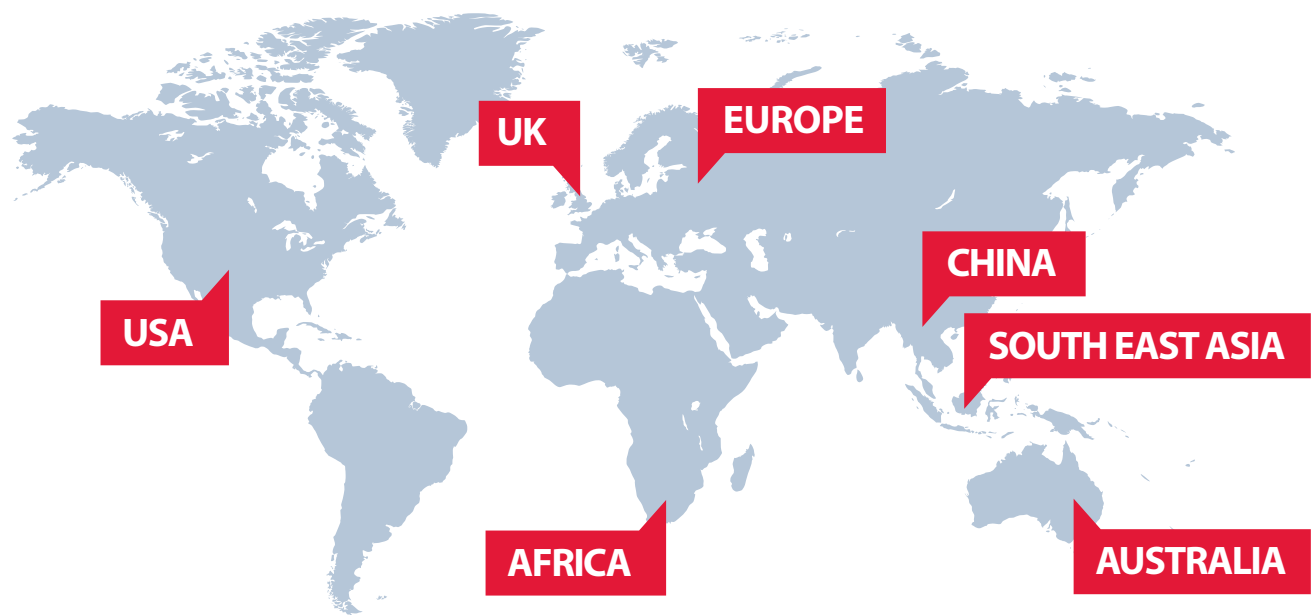 UK
EUROPE
CHINA
USA
SOUTH EAST ASIA
AFRICA
AUSTRALIA